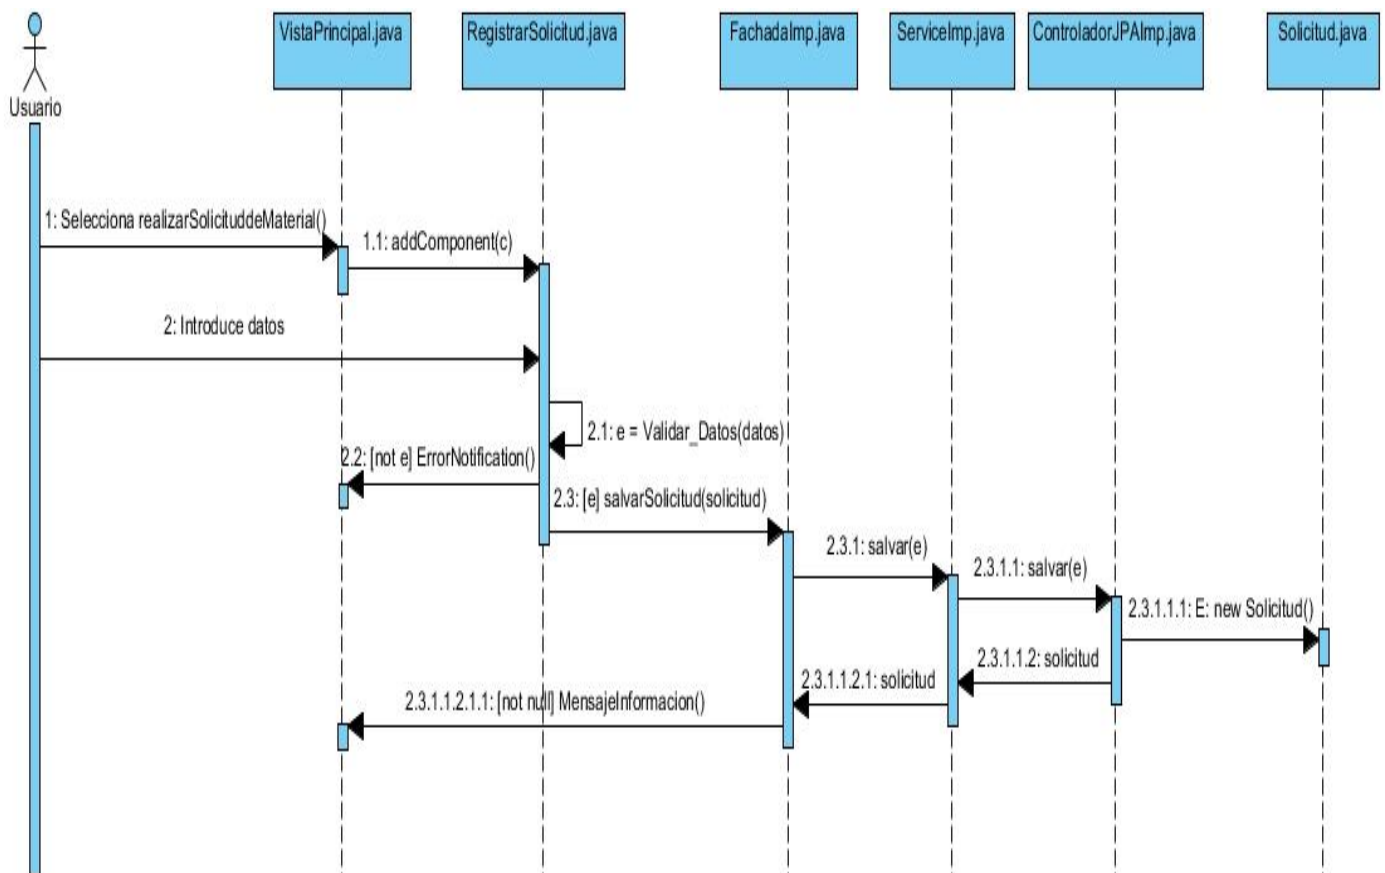 VistaPrincipal.java
RegistrarSolicitud.java
FachadaImp.java
ServiceImp.java
ControladorJPAImp.java
Solicitud.java
Usuario
1: Selecciona realizarSolicituddeMaterial()
1.1: addComponent(c)
2: Introduce datos
2.1: e = Validar_Datos(datos)
2.2: [not e] ErrorNotification()
2.3: [e] salvarSolicitud(solicitud)
2.3.1: salvar(e)
2.3.1.1: salvar(e)
2.3.1.1.1: E: new Solicitud()
2.3.1.1.2: solicitud
2.3.1.1.2.1: solicitud
2.3.1.1.2.1.1: [not null] MensajeInformacion()